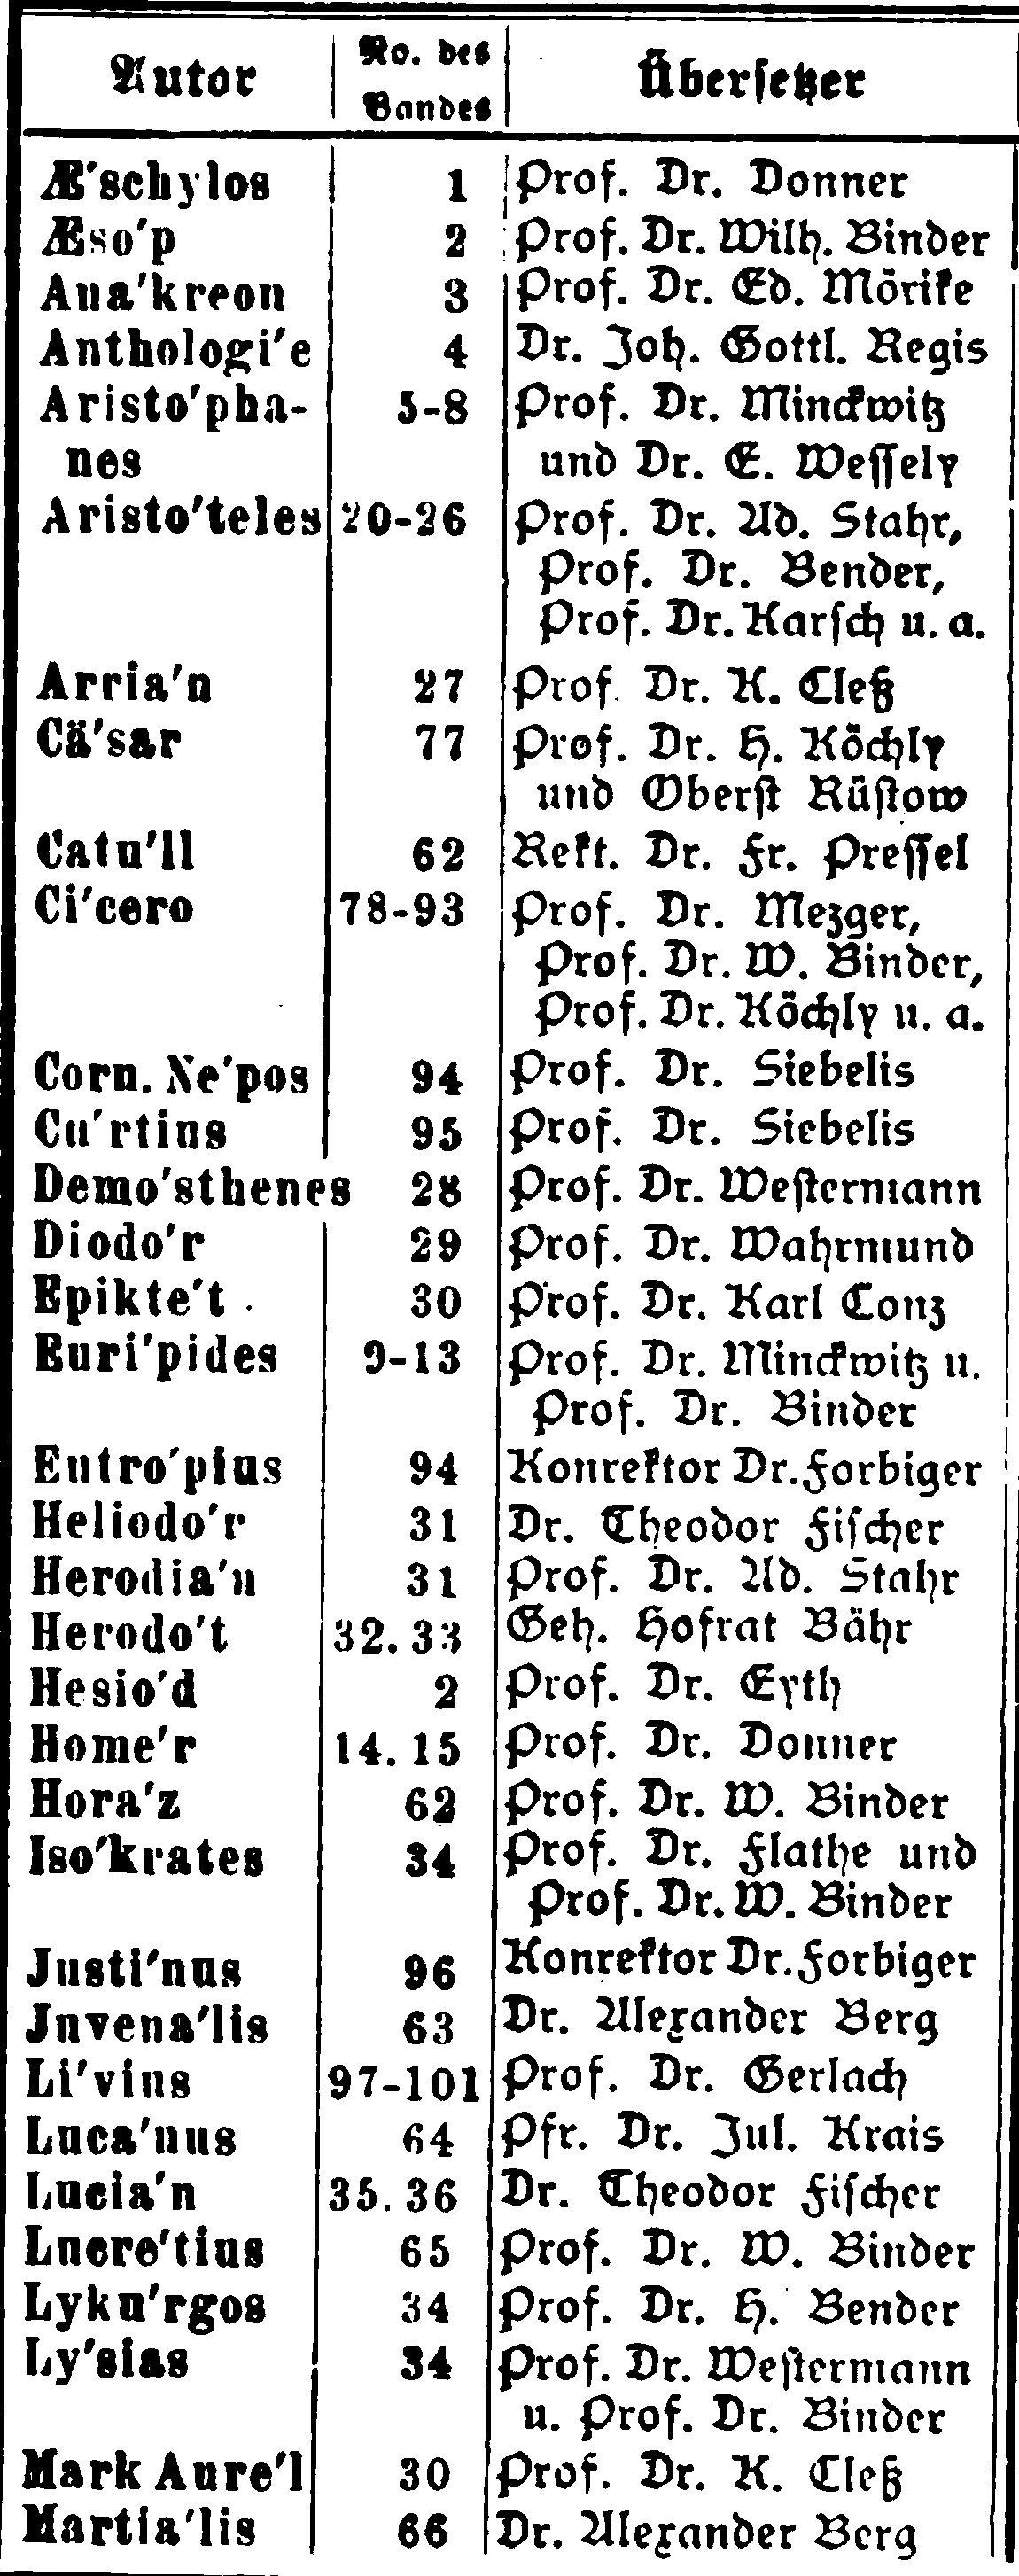 Autor No. des Bandes Übersetzer
Æ'schylos 1 Prof. Dr. Donner
Æso'p 2 Prof. Dr. Wilh. Binder
Ana'kreon 3 Prof. Dr. Ed. Mörike
Anthologi'e 4 Dr. Joh. Gottl. Regis
Aristo'pha- 5-8 Prof. Dr. Minckwitz
nes und Dr. E. Wessely
Aristo'teles 20-26 Prof. Dr. Ad. Stahr,
Prof. Dr. Bender,
Prof. Dr. Karsch u. a.
Arria'n 27 Prof. Dr. K. Cleß
Cä'sar 77 Prof. Dr. H. Köchly
und Oberst Rüstow
Catu'll 62 Rekt. Dr. Fr. Pressel
Ci'cero 78-93 Prof. Dr. Mezger,
Prof. Dr. W. Binder,
Prof. Dr. Köchly u. a.
Corn. Ne'pos 94 Prof. Dr. Siebelis
Cu'rtius 95 Prof. Dr. Siebelis
Demo'sthenes 28 Prof. Dr. Westermann
Diodo'r 29 Prof. Dr. Wahrmund
Epikte't 30 Prof. Dr. Karl Conz
Euri'pides 9-13 Prof. Dr. Minckwitz u.
Prof. Dr. Binder
Eutro'pius 94 Konrektor Dr. Forbiger
Heliodo'r 31 Dr. Theodor Fischer
Herodia'n 31 Prof. Dr. Ad. Stahr
Herodo't 32. 33 Geh. Hofrat Bähr
Hesio'd 2 Prof. Dr. Eyth
Home'r 14. 15 Prof. Dr. Donner
Hora'z 62 Prof. Dr. W. Binder
Iso'krates 34 Prof. Dr. Flathe und
Prof. Dr. W. Binder
Justi'nus 96 Konrektor Dr. Forbiger
Juvena'lis 63 Dr. Alexander Berg
Li'vius 97-101 Prof. Dr. Gerlach
Luca'nus 64 Pfr. Dr. Jul. Krais
Lucia'n 35. 36 Dr. Theodor Fischer
Lucre'tius 65 Prof. Dr. W. Binder
Lyku'rgos 34 Prof. Dr. H. Bender
Ly'sias 34 Prof. Dr. Westermann
u. Prof. Dr. Binder
Mark Aure'l 30 Prof. Dr. K. Cleß
Martia'lis 66 Dr. Alexander Berg